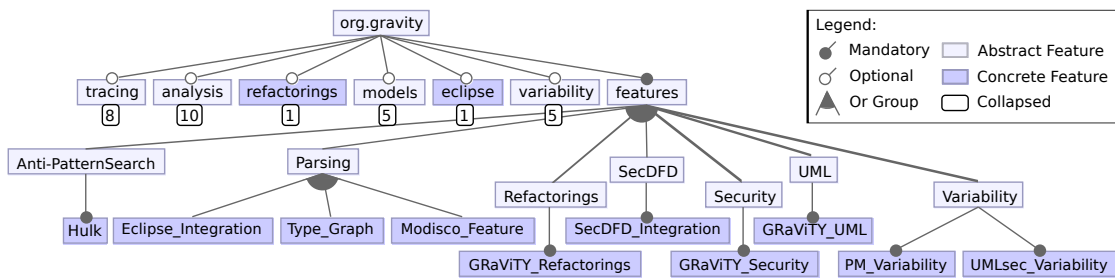 org.gravity
Legend:
Mandatory
Abstract Feature
Optional
Concrete Feature
Or Group
Collapsed
tracing
analysis
refactorings
models
eclipse
variability
features
8
10
1
5
1
5
Anti-PatternSearch
Parsing
SecDFD
UML
Refactorings
Security
Variability
Hulk
Eclipse_Integration
Type_Graph
Modisco_Feature
SecDFD_Integration
GRaViTY_UML
GRaViTY_Refactorings
GRaViTY_Security
PM_Variability
UMLsec_Variability